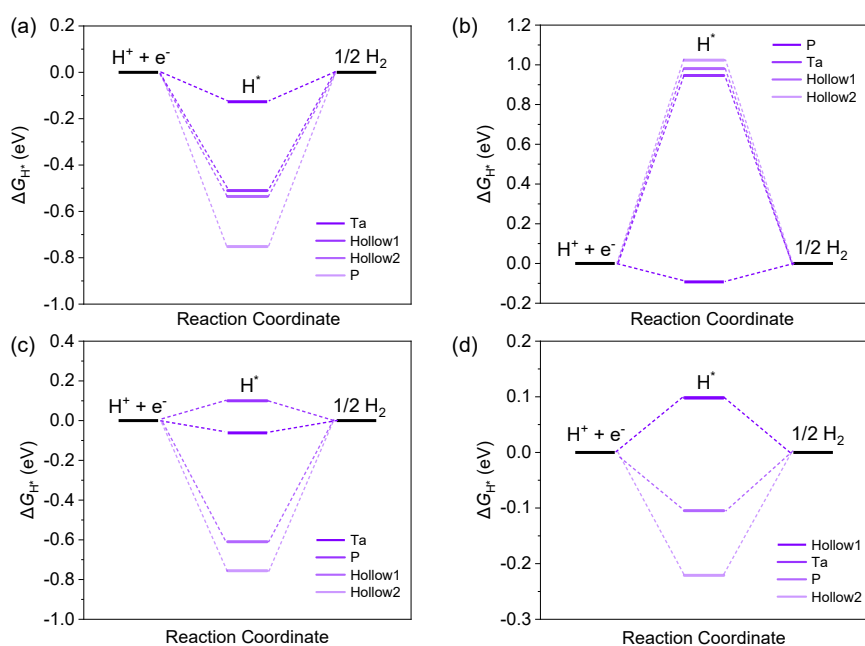 (a)
0.2
0.0
-0.2
-0.4
-0.6
-0.8
-1.0
ΔG_H* (eV)
H⁺ + e⁻
H*
1/2 H₂
Ta
Hollow1
Hollow2
P
Reaction Coordinate
(b)
1.2
1.0
0.8
0.6
0.4
0.2
0.0
-0.2
ΔG_H* (eV)
H⁺ + e⁻
H*
1/2 H₂
P
Ta
Hollow1
Hollow2
Reaction Coordinate
(c)
0.4
0.2
0.0
-0.2
-0.4
-0.6
-0.8
-1.0
ΔG_H* (eV)
H⁺ + e⁻
H*
1/2 H₂
Ta
P
Hollow1
Hollow2
Reaction Coordinate
(d)
0.1
0.0
-0.1
-0.2
-0.3
ΔG_H* (eV)
H⁺ + e⁻
H*
1/2 H₂
Hollow1
Ta
P
Hollow2
Reaction Coordinate